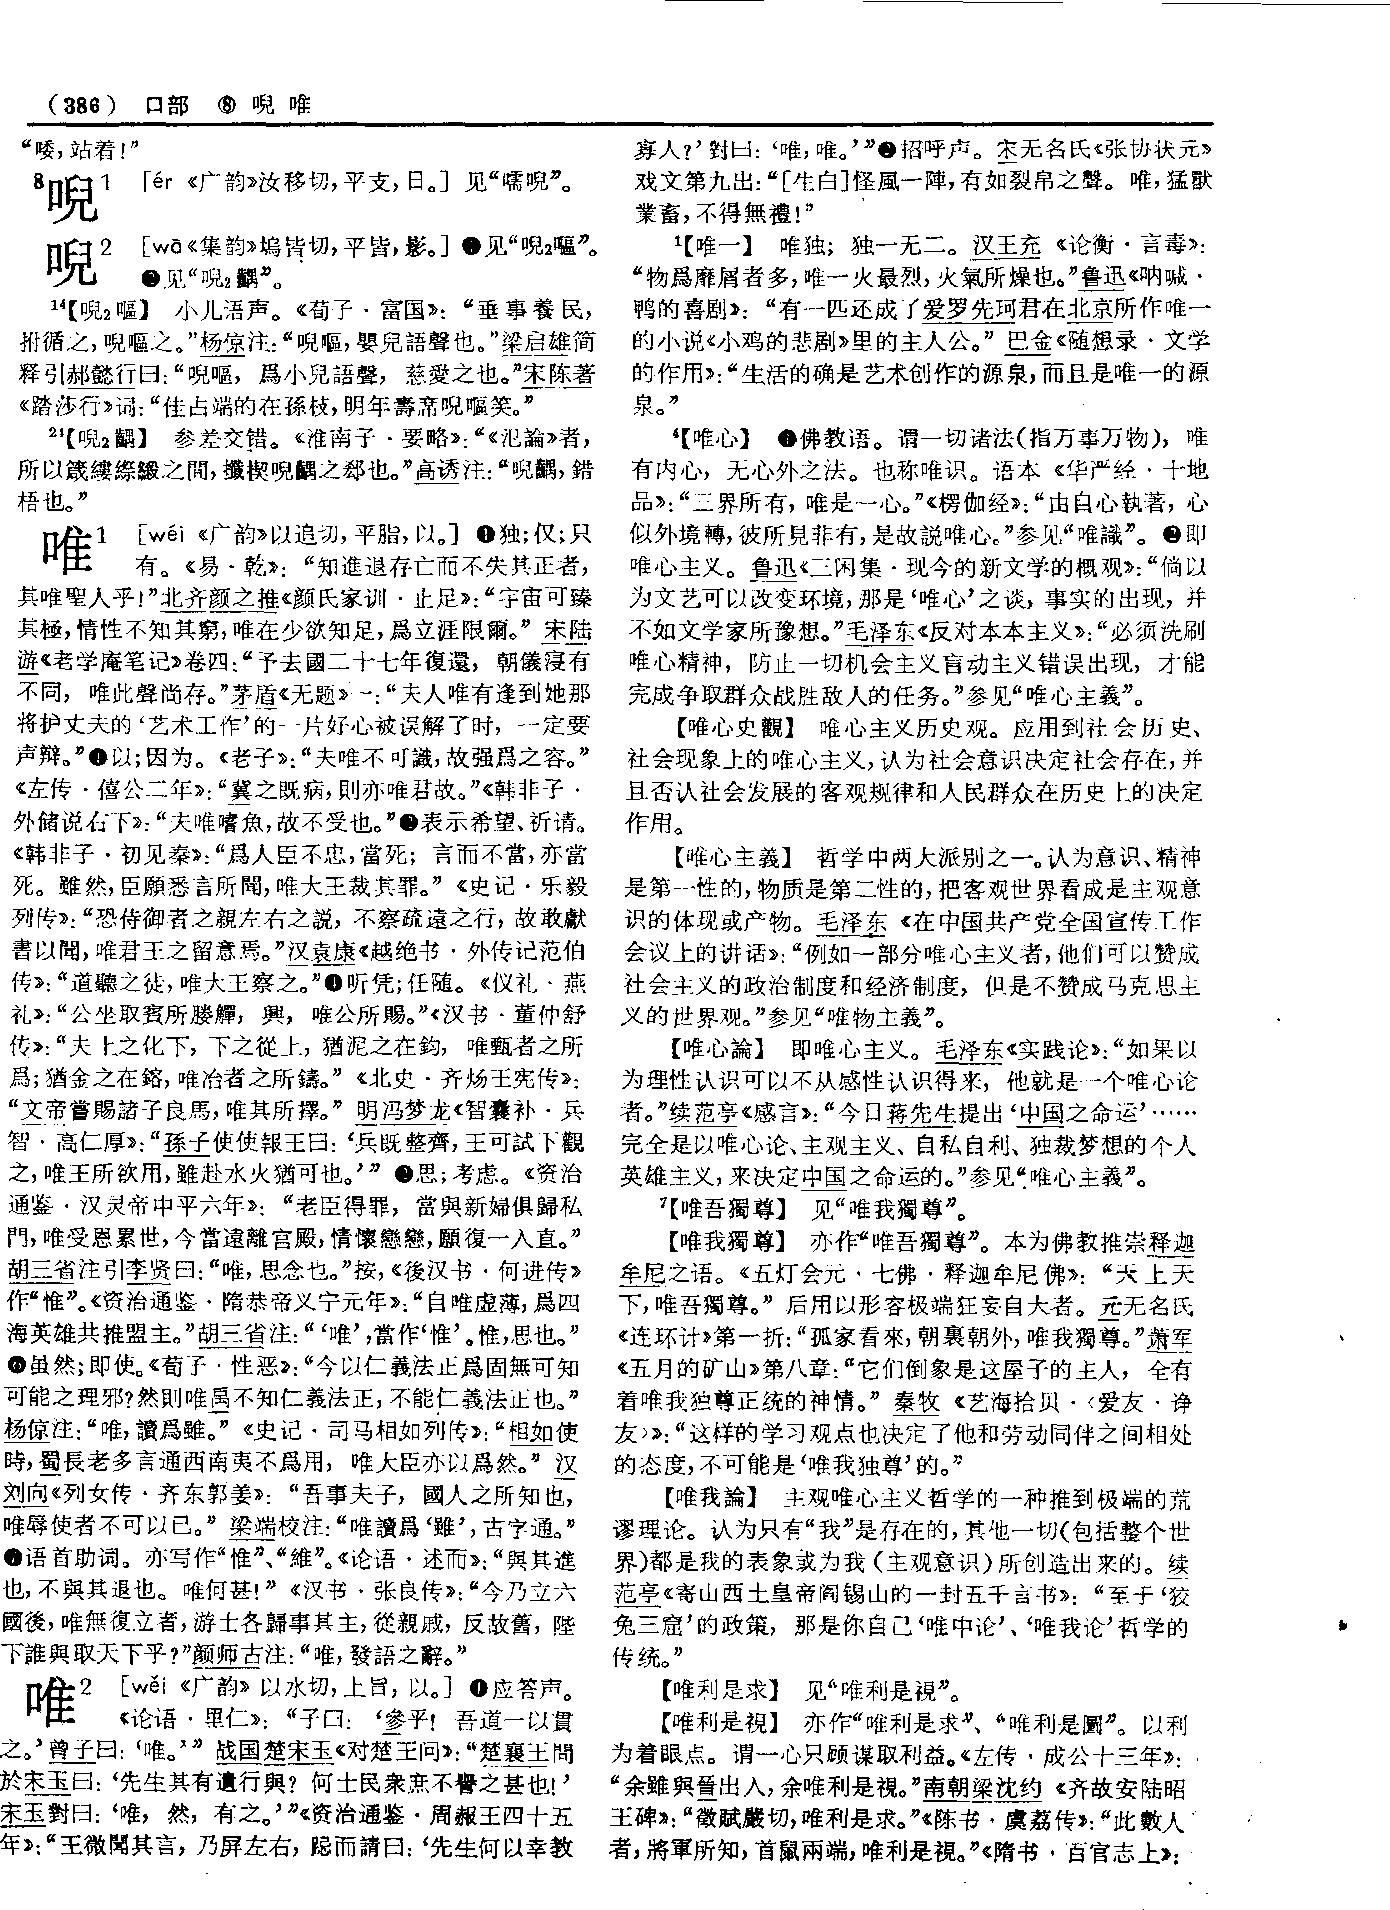 (386) 口部 ⑧ 唲 唯
“唩，站着！”
8唲1 [ér 《广韵》汝移切，平支，日。] 见“嚅唲”。
唲2 [wā《集韵》塢皆切，平皆，影。] ❶见“唲₂嘔”。
❷见“唲₂齵”。
¹⁴【唲₂嘔】 小儿语声。《荀子·富国》：“垂事養民，
拊循之，唲嘔之。”杨倞注：“唲嘔，嬰兒語聲也。”梁启雄简
释引郝懿行曰：“唲嘔，爲小兒語聲，慈愛之也。”宋陈著
《踏莎行》词：“佳占端的在孫枝，明年壽席唲嘔笑。”
²⁴【唲₂齵】 参差交错。《淮南子·要略》：“《氾論》者，
所以箴縷縩繺之間，攕楔唲齵之郄也。”高诱注：“唲齵，錯
梧也。”
唯1 [wéi 《广韵》以追切，平脂，以。] ❶独；仅；只
有。《易·乾》：“知進退存亡而不失其正者，
其唯聖人乎！”北齐颜之推《颜氏家训·止足》：“宇宙可臻
其極，情性不知其窮，唯在少欲知足，爲立涯限爾。”宋陆
游《老学庵笔记》卷四：“予去國二十七年復還，朝儀寖有
不同，唯此聲尚存。”茅盾《无题》一：“夫人唯有逢到她那
将护丈夫的‘艺术工作’的一片好心被误解了时，一定要
声辩。”❷以；因为。《老子》：“夫唯不可識，故强爲之容。”
《左传·僖公二年》：“冀之既病，則亦唯君故。”《韩非子·
外储说右下》：“夫唯嗜魚，故不受也。”❸表示希望、祈请。
《韩非子·初见秦》：“爲人臣不忠，當死；言而不當，亦當
死。雖然，臣願悉言所聞，唯大王裁其罪。”《史记·乐毅
列传》：“恐侍御者之親左右之説，不察疏遠之行，故敢獻
書以聞，唯君王之留意焉。”汉袁康《越绝书·外传记范伯
传》：“道聽之徒，唯大王察之。”❹听凭；任随。《仪礼·燕
礼》：“公坐取賓所媵觶，興，唯公所賜。”《汉书·董仲舒
传》：“夫上之化下，下之從上，猶泥之在鈞，唯甄者之所
爲；猶金之在鎔，唯冶者之所鑄。”《北史·齐炀王宪传》：
“文帝嘗賜諸子良馬，唯其所擇。”明冯梦龙《智囊补·兵
智·高仁厚》：“孫子使使報王曰：‘兵既整齊，王可試下觀
之，唯王所欲用，雖赴水火猶可也。’” ❺思；考虑。《资治
通鉴·汉灵帝中平六年》：“老臣得罪，當與新婦俱歸私
門，唯受恩累世，今當遠離宫殿，情懷戀戀，願復一入直。”
胡三省注引李贤曰：“唯，思念也。”按，《後汉书·何进传》
作“惟”。《资治通鉴·隋恭帝义宁元年》：“自唯虚薄，爲四
海英雄共推盟主。”胡三省注：“‘唯’，當作‘惟’。惟，思也。”
❻虽然；即使。《荀子·性恶》：“今以仁義法正爲固無可知
可能之理邪？然則唯禹不知仁義法正，不能仁義法正也。”
杨倞注：“唯，讀爲雖。”《史记·司马相如列传》：“相如使
時，蜀長老多言通西南夷不爲用，唯大臣亦以爲然。”汉
刘向《列女传·齐东郭姜》：“吾事夫子，國人之所知也，
唯辱使者不可以已。”梁端校注：“唯讀爲‘雖’，古字通。”
❼语首助词。亦写作“惟”、“維”。《论语·述而》：“與其進
也，不與其退也。唯何甚！”《汉书·张良传》：“今乃立六
國後，唯無復立者，游士各歸事其主，從親戚，反故舊，陛
下誰與取天下乎？”颜师古注：“唯，發語之辭。”
唯2 [wěi 《广韵》以水切，上旨，以。] ❶应答声。
《论语·里仁》：“子曰：‘參乎！吾道一以貫
之。’曾子曰：‘唯。’”战国楚宋玉《对楚王问》：“楚襄王問
於宋玉曰：‘先生其有遺行與？何士民衆庶不譽之甚也！’
宋玉對曰：‘唯，然，有之。’”《资治通鉴·周赧王四十五
年》：“王微聞其言，乃屏左右，跽而請曰：‘先生何以幸教
寡人？’對曰：‘唯，唯。’”❷招呼声。宋无名氏《张协状元》
戏文第九出：“[生白]怪風一陣，有如裂帛之聲。唯，猛獸
業畜，不得無禮！”
¹【唯一】 唯独；独一无二。汉王充《论衡·言毒》：
“物爲靡屑者多，唯一火最烈，火氣所燥也。”鲁迅《呐喊·
鸭的喜剧》：“有一匹还成了爱罗先珂君在北京所作唯一
的小说《小鸡的悲剧》里的主人公。”巴金《随想录·文学
的作用》：“生活的确是艺术创作的源泉，而且是唯一的源
泉。”
⁴【唯心】 ❶佛教语。谓一切诸法（指万事万物），唯
有内心，无心外之法。也称唯识。语本《华严经·十地
品》：“三界所有，唯是一心。”《楞伽经》：“由自心執著，心
似外境轉，彼所見非有，是故説唯心。”参见“唯識”。❷即
唯心主义。鲁迅《三闲集·现今的新文学的概观》：“倘以
为文艺可以改变环境，那是‘唯心’之谈，事实的出现，并
不如文学家所豫想。”毛泽东《反对本本主义》：“必须洗刷
唯心精神，防止一切机会主义盲动主义错误出现，才能
完成争取群众战胜敌人的任务。”参见“唯心主義”。
【唯心史觀】 唯心主义历史观。应用到社会历史、
社会现象上的唯心主义，认为社会意识决定社会存在，并
且否认社会发展的客观规律和人民群众在历史上的决定
作用。
【唯心主義】 哲学中两大派别之一。认为意识、精神
是第一性的，物质是第二性的，把客观世界看成是主观意
识的体现或产物。毛泽东《在中国共产党全国宣传工作
会议上的讲话》：“例如一部分唯心主义者，他们可以赞成
社会主义的政治制度和经济制度，但是不赞成马克思主
义的世界观。”参见“唯物主義”。
【唯心論】 即唯心主义。毛泽东《实践论》：“如果以
为理性认识可以不从感性认识得来，他就是一个唯心论
者。”续范亭《感言》：“今日蒋先生提出‘中国之命运’……
完全是以唯心论、主观主义、自私自利、独裁梦想的个人
英雄主义，来决定中国之命运的。”参见“唯心主義”。
⁷【唯吾獨尊】 见“唯我獨尊”。
【唯我獨尊】 亦作“唯吾獨尊”。本为佛教推崇释迦
牟尼之语。《五灯会元·七佛·释迦牟尼佛》：“天上天
下，唯吾獨尊。”后用以形容极端狂妄自大者。元无名氏
《连环计》第一折：“孤家看來，朝裏朝外，唯我獨尊。”萧军
《五月的矿山》第八章：“它们倒象是这屋子的主人，全有
着唯我独尊正统的神情。”秦牧《艺海拾贝·〈爱友·诤
友〉》：“这样的学习观点也决定了他和劳动同伴之间相处
的态度，不可能是‘唯我独尊’的。”
【唯我論】 主观唯心主义哲学的一种推到极端的荒
谬理论。认为只有“我”是存在的，其他一切（包括整个世
界）都是我的表象或为我（主观意识）所创造出来的。续
范亭《寄山西土皇帝阎锡山的一封五千言书》：“至于‘狡
兔三窟’的政策，那是你自己‘唯中论’、‘唯我论’哲学的
传统。”
【唯利是求】 见“唯利是視”。
【唯利是視】 亦作“唯利是求”、“唯利是圖”。以利
为着眼点。谓一心只顾谋取利益。《左传·成公十三年》：
“余雖與晉出入，余唯利是視。”南朝梁沈约《齐故安陆昭
王碑》：“徵賦嚴切，唯利是求。”《陈书·虞荔传》：“此數人
者，將軍所知，首鼠兩端，唯利是視。”《隋书·百官志上》：